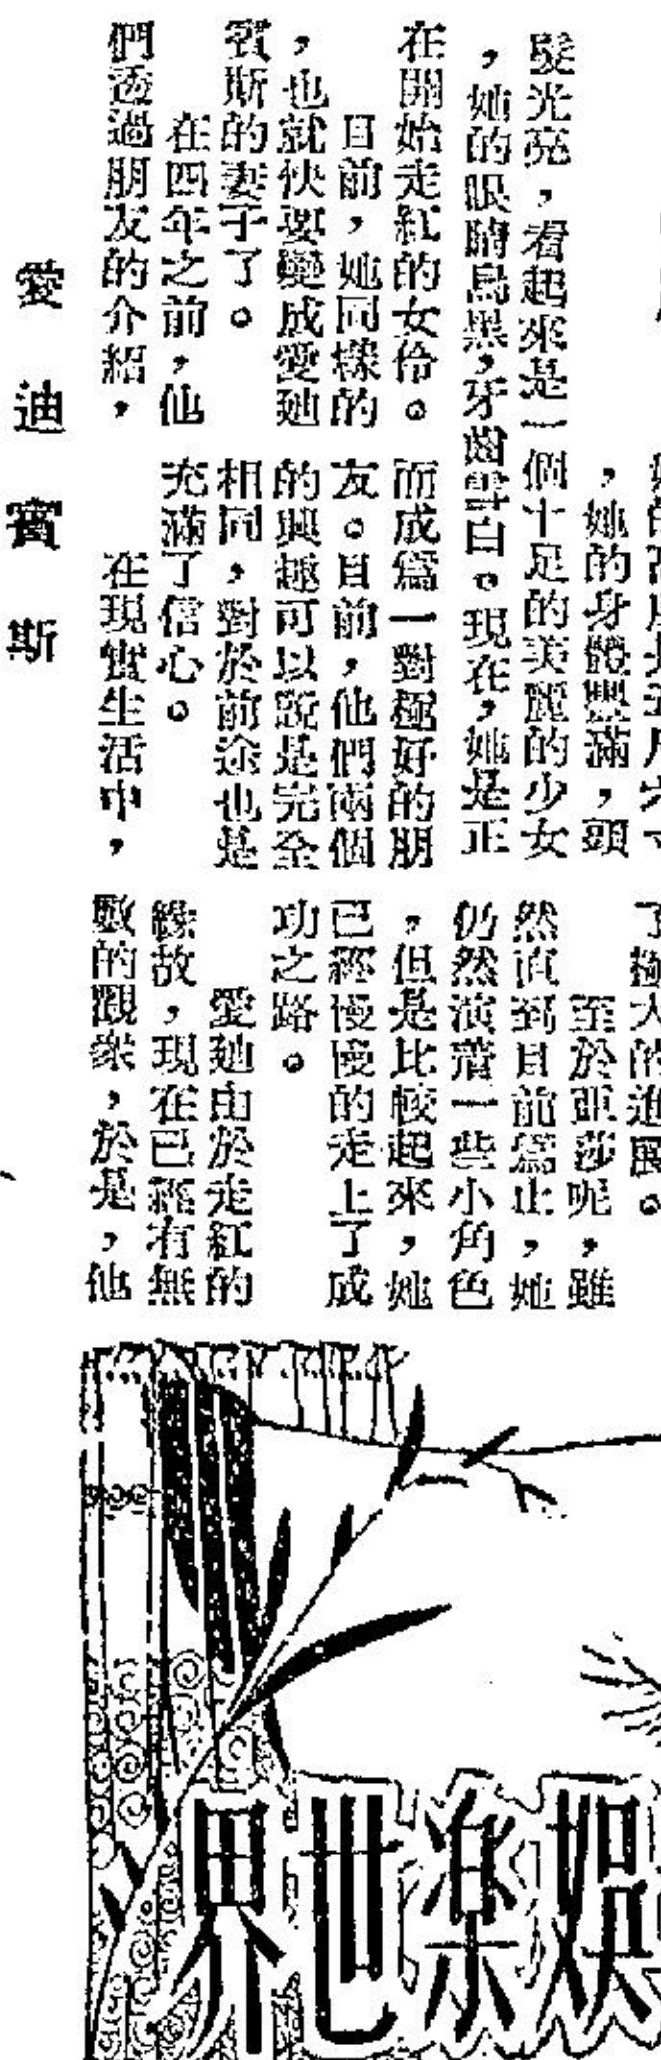 ，她的身體豐滿，頭
髮光亮，看起來是一個十足的美麗的少女
，她的眼睛烏黑，牙齒雪白。現在，她是正
在開始走紅的女伶。
目前，她同樣的
，也就快要變成愛廸
賓斯的妻子了。
在四年之前，他
們透過朋友的介紹，
而成爲一對極好的朋
友。目前，他們兩個
的興趣可以說是完全
相同，對於前途也是
充滿了信心。
在現實生活中，
了極大的進展。
至於亞莎呢，雖
然直到目前爲止，她
仍然演着一些小角色
，但是比較起來，她
已經慢慢的走上了成
功之路。
愛廸由於走紅的
緣故，現在已經有無
數的觀衆，於是，他
愛迪賓斯
娛楽世界